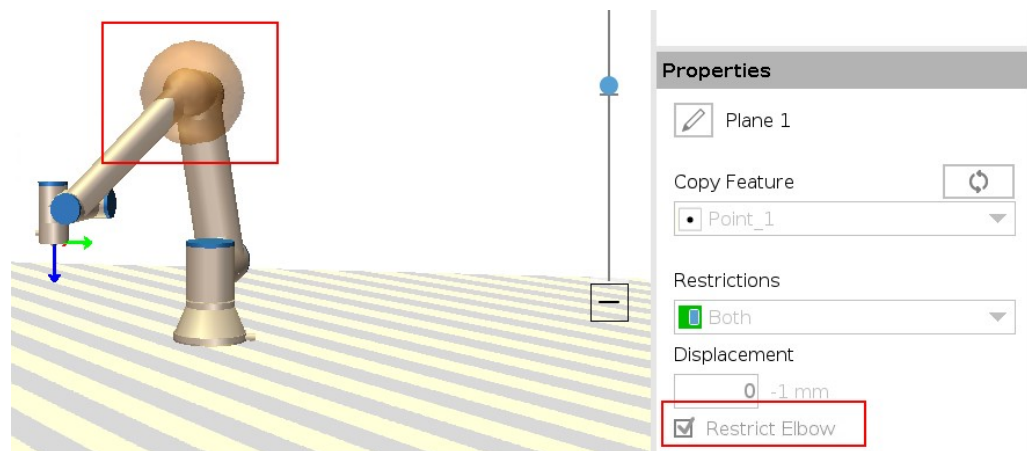 Properties
Plane 1
Copy Feature
Point_1
Restrictions
Both
Displacement
0 -1 mm
Restrict Elbow